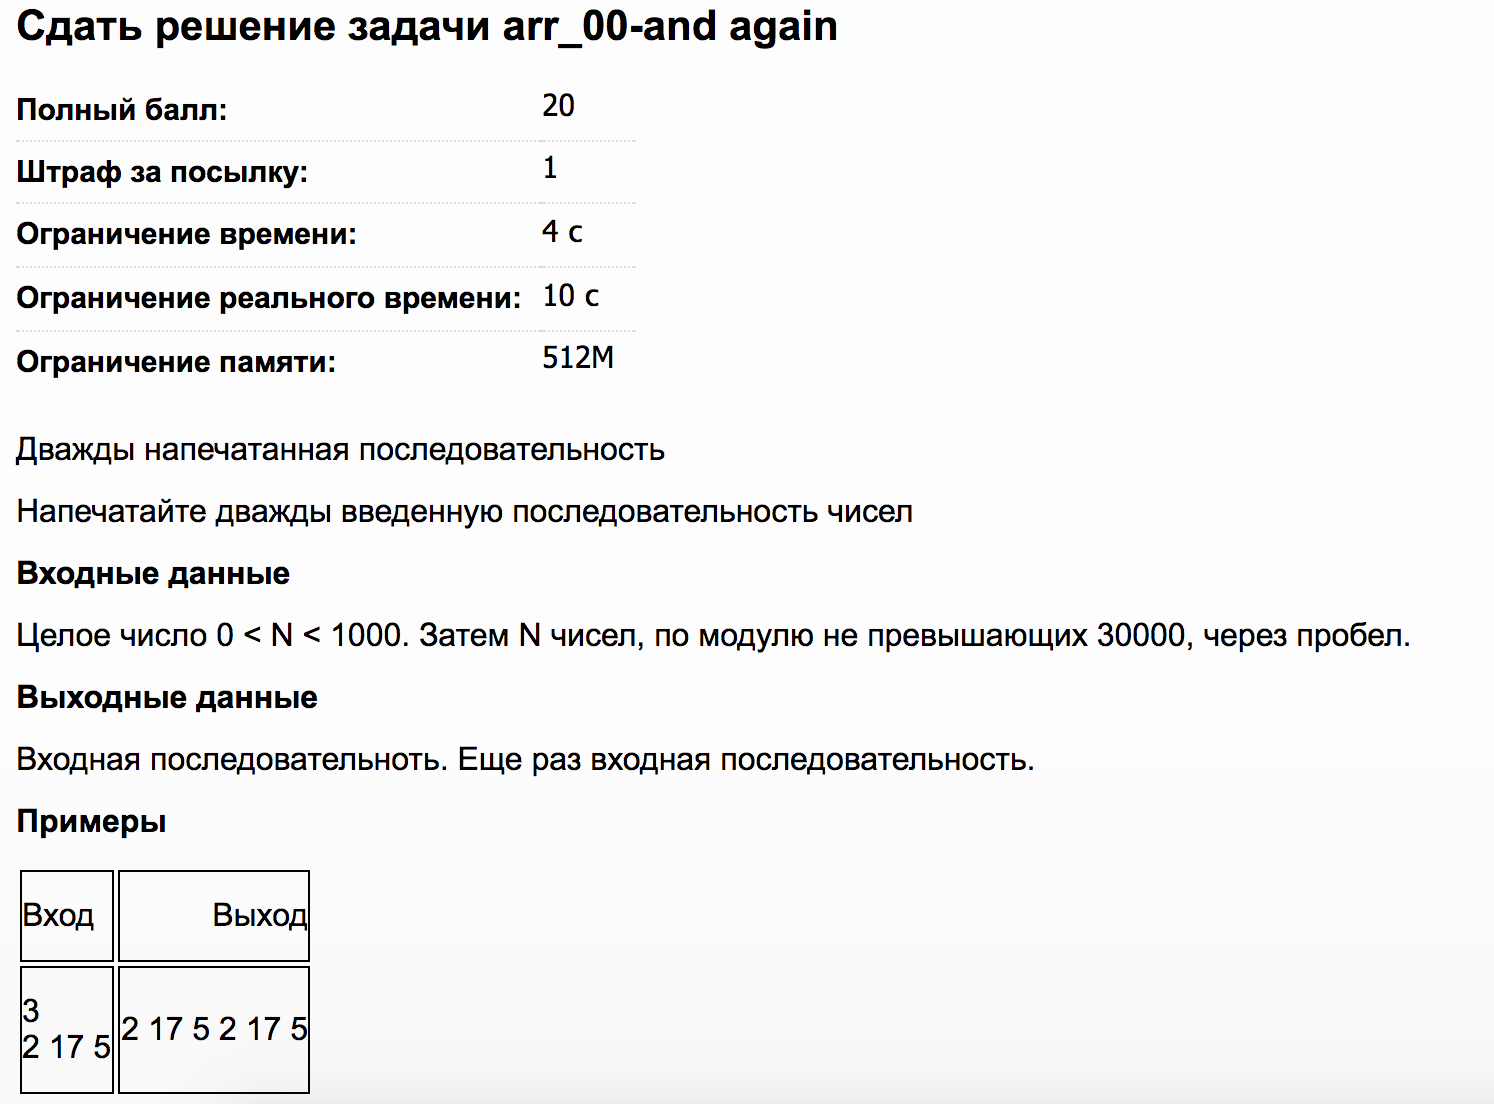 Сдать решение задачи arr_00-and again
Полный балл: 20
Штраф за посылку: 1
Ограничение времени: 4 с
Ограничение реального времени: 10 с
Ограничение памяти: 512M
Дважды напечатанная последовательность
Напечатайте дважды введенную последовательность чисел
Входные данные
Целое число 0 < N < 1000. Затем N чисел, по модулю не превышающих 30000, через пробел.
Выходные данные
Входная последовательноть. Еще раз входная последовательность.
Примеры
Вход Выход
3
2 17 5
2 17 5 2 17 5